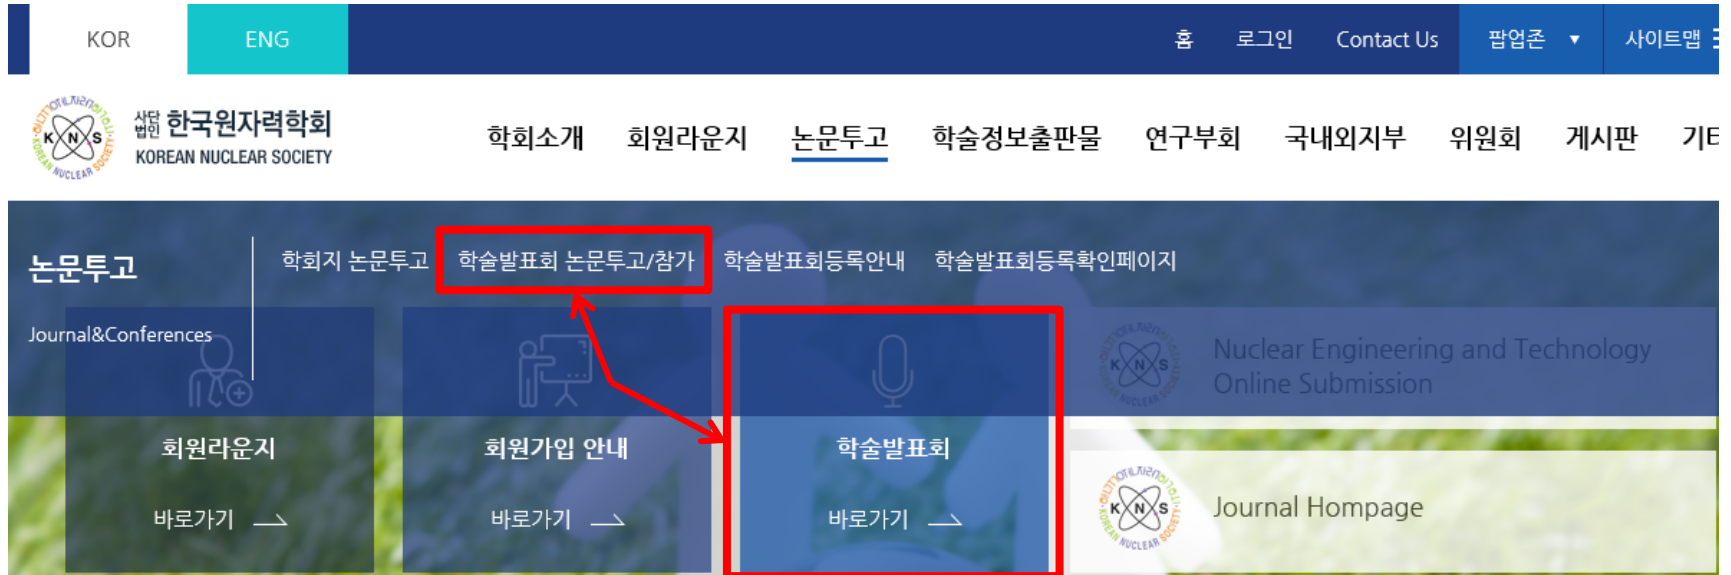 KOR ENG 홈 로그인 Contact Us 팝업존 ▼ 사이트맵
사단법인 한국원자력학회
KOREAN NUCLEAR SOCIETY
학회소개 회원라운지 논문투고 학술정보출판물 연구부회 국내외지부 위원회 게시판
논문투고
Journal&Conferences
학회지 논문투고 학술발표회 논문투고/참가 학술발표회등록안내 학술발표회등록확인페이지
회원라운지
바로가기
회원가입 안내
바로가기
학술발표회
바로가기
Nuclear Engineering and Technology
Online Submission
Journal Hompage